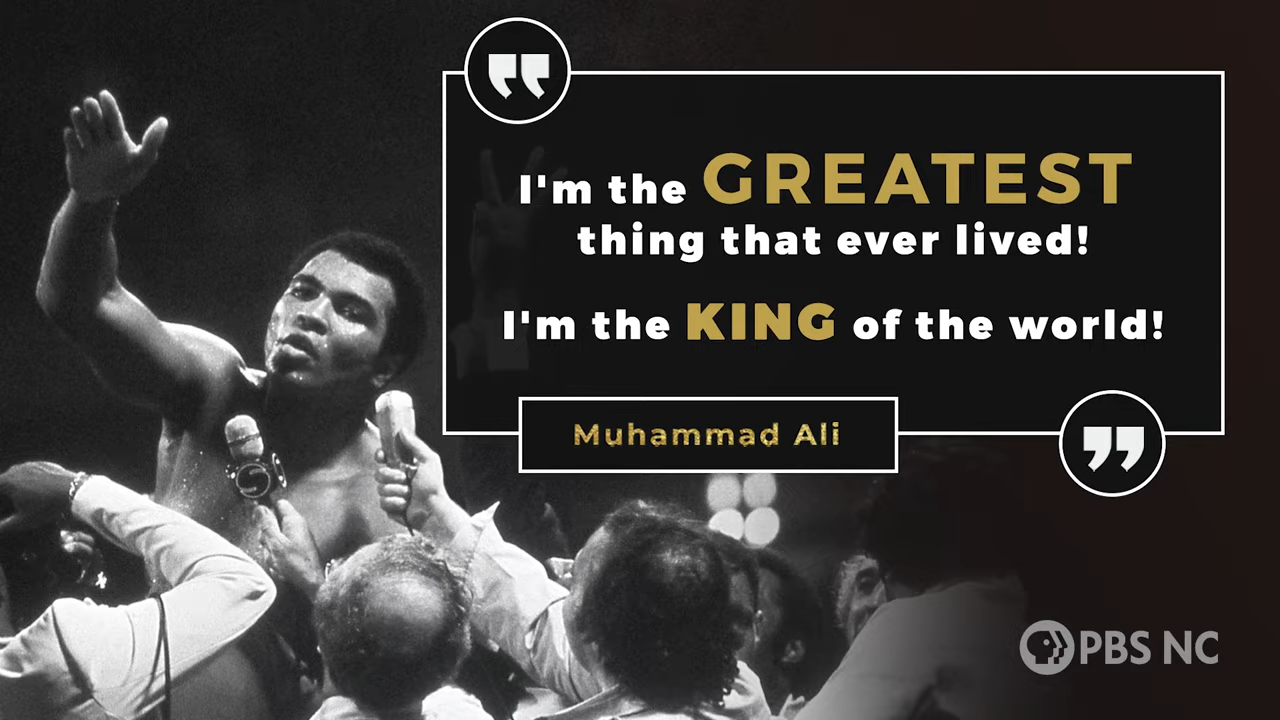 I'm the GREATEST
thing that ever lived!
I'm the KING of the world!
Muhammad Ali
PBS NC